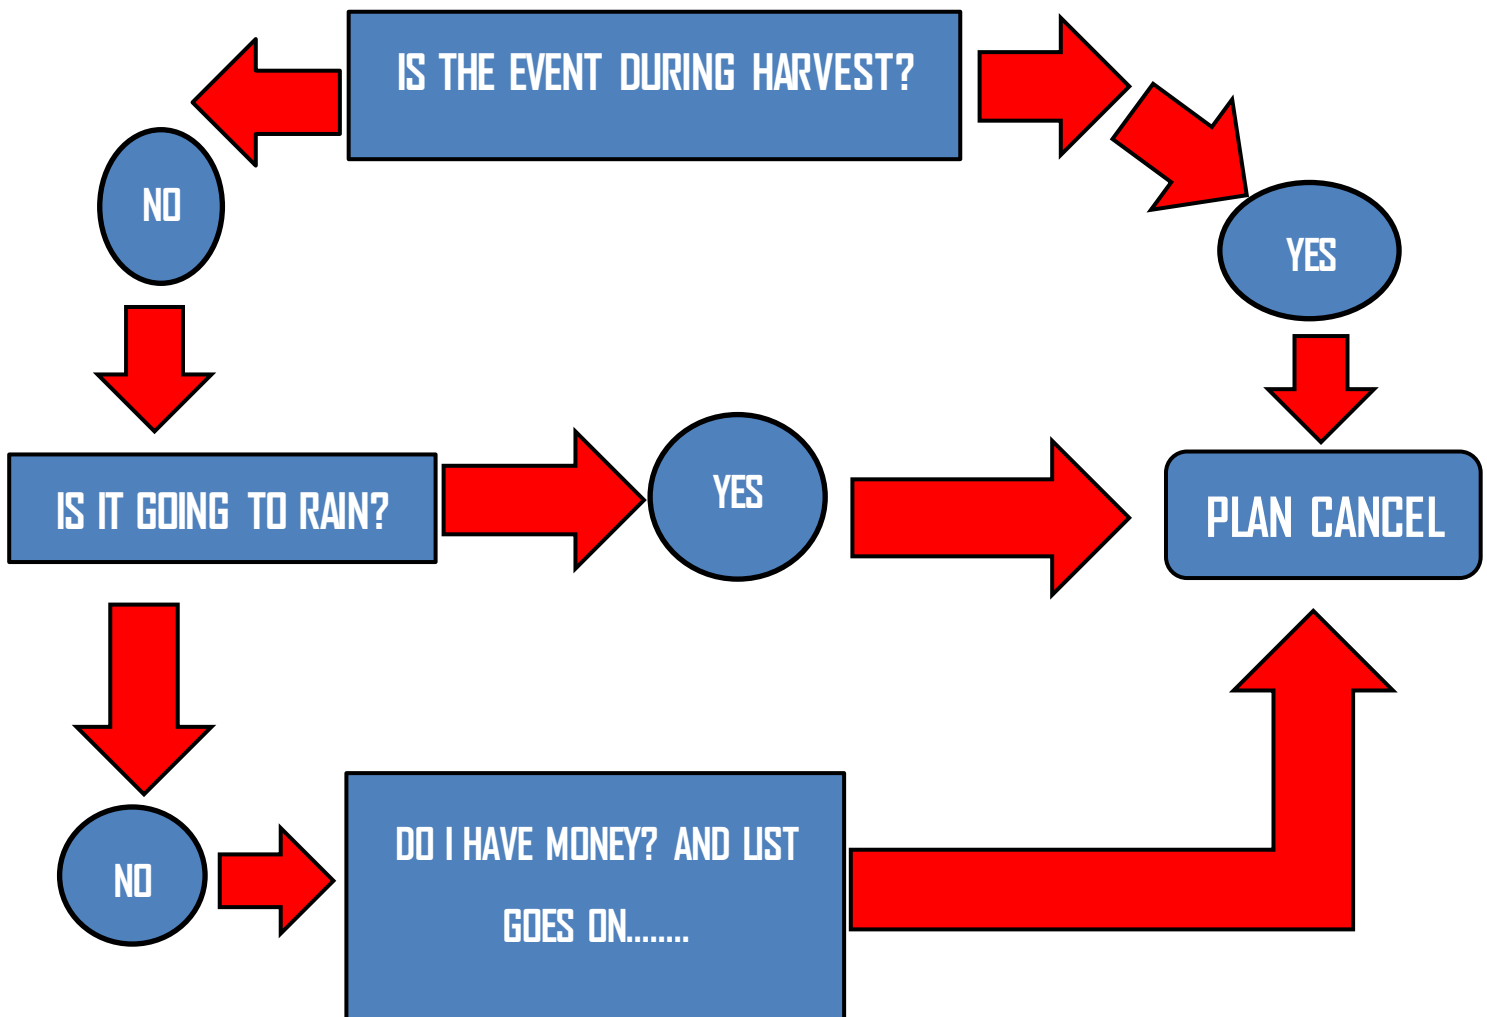 IS THE EVENT DURING HARVEST?
NO
YES
IS IT GOING TO RAIN?
YES
PLAN CANCEL
NO
DO I HAVE MONEY? AND LIST
GOES ON........